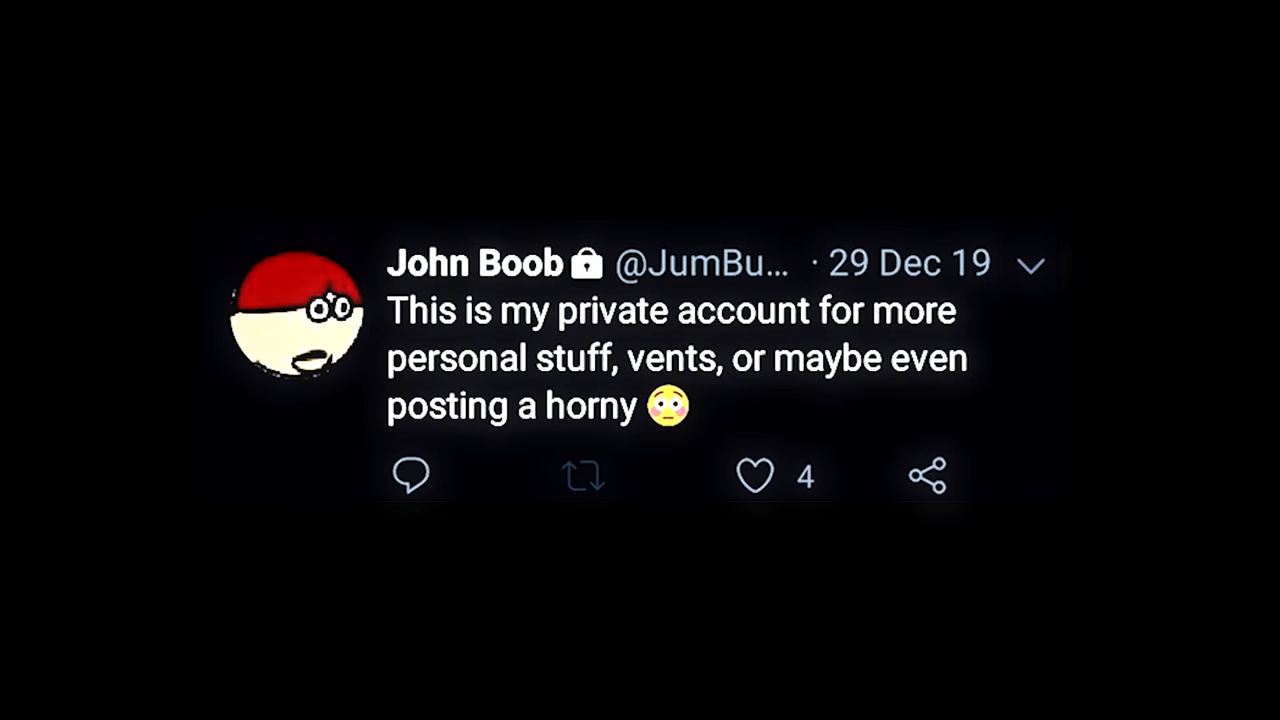 John Boob @JumBu... · 29 Dec 19
This is my private account for more
personal stuff, vents, or maybe even
posting a horny 😳
4